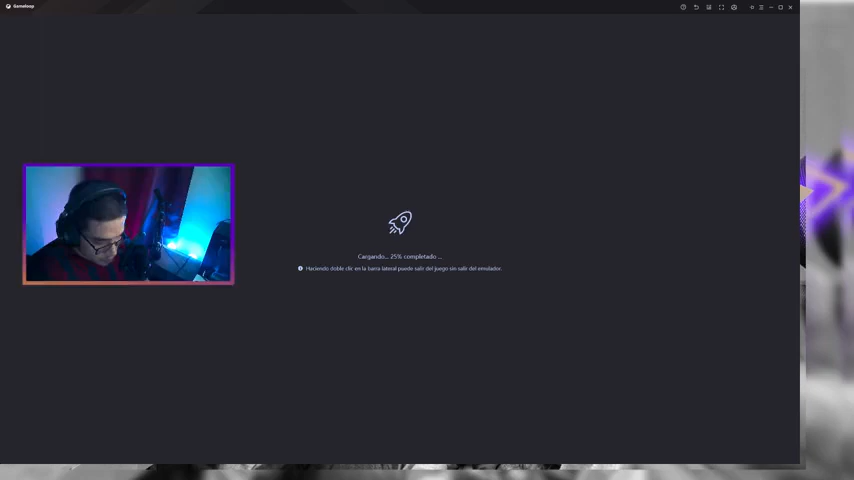 Gameloop
Cargando... 25% completado ...
Haciendo doble clic en la barra lateral puede salir del juego sin salir del emulador.